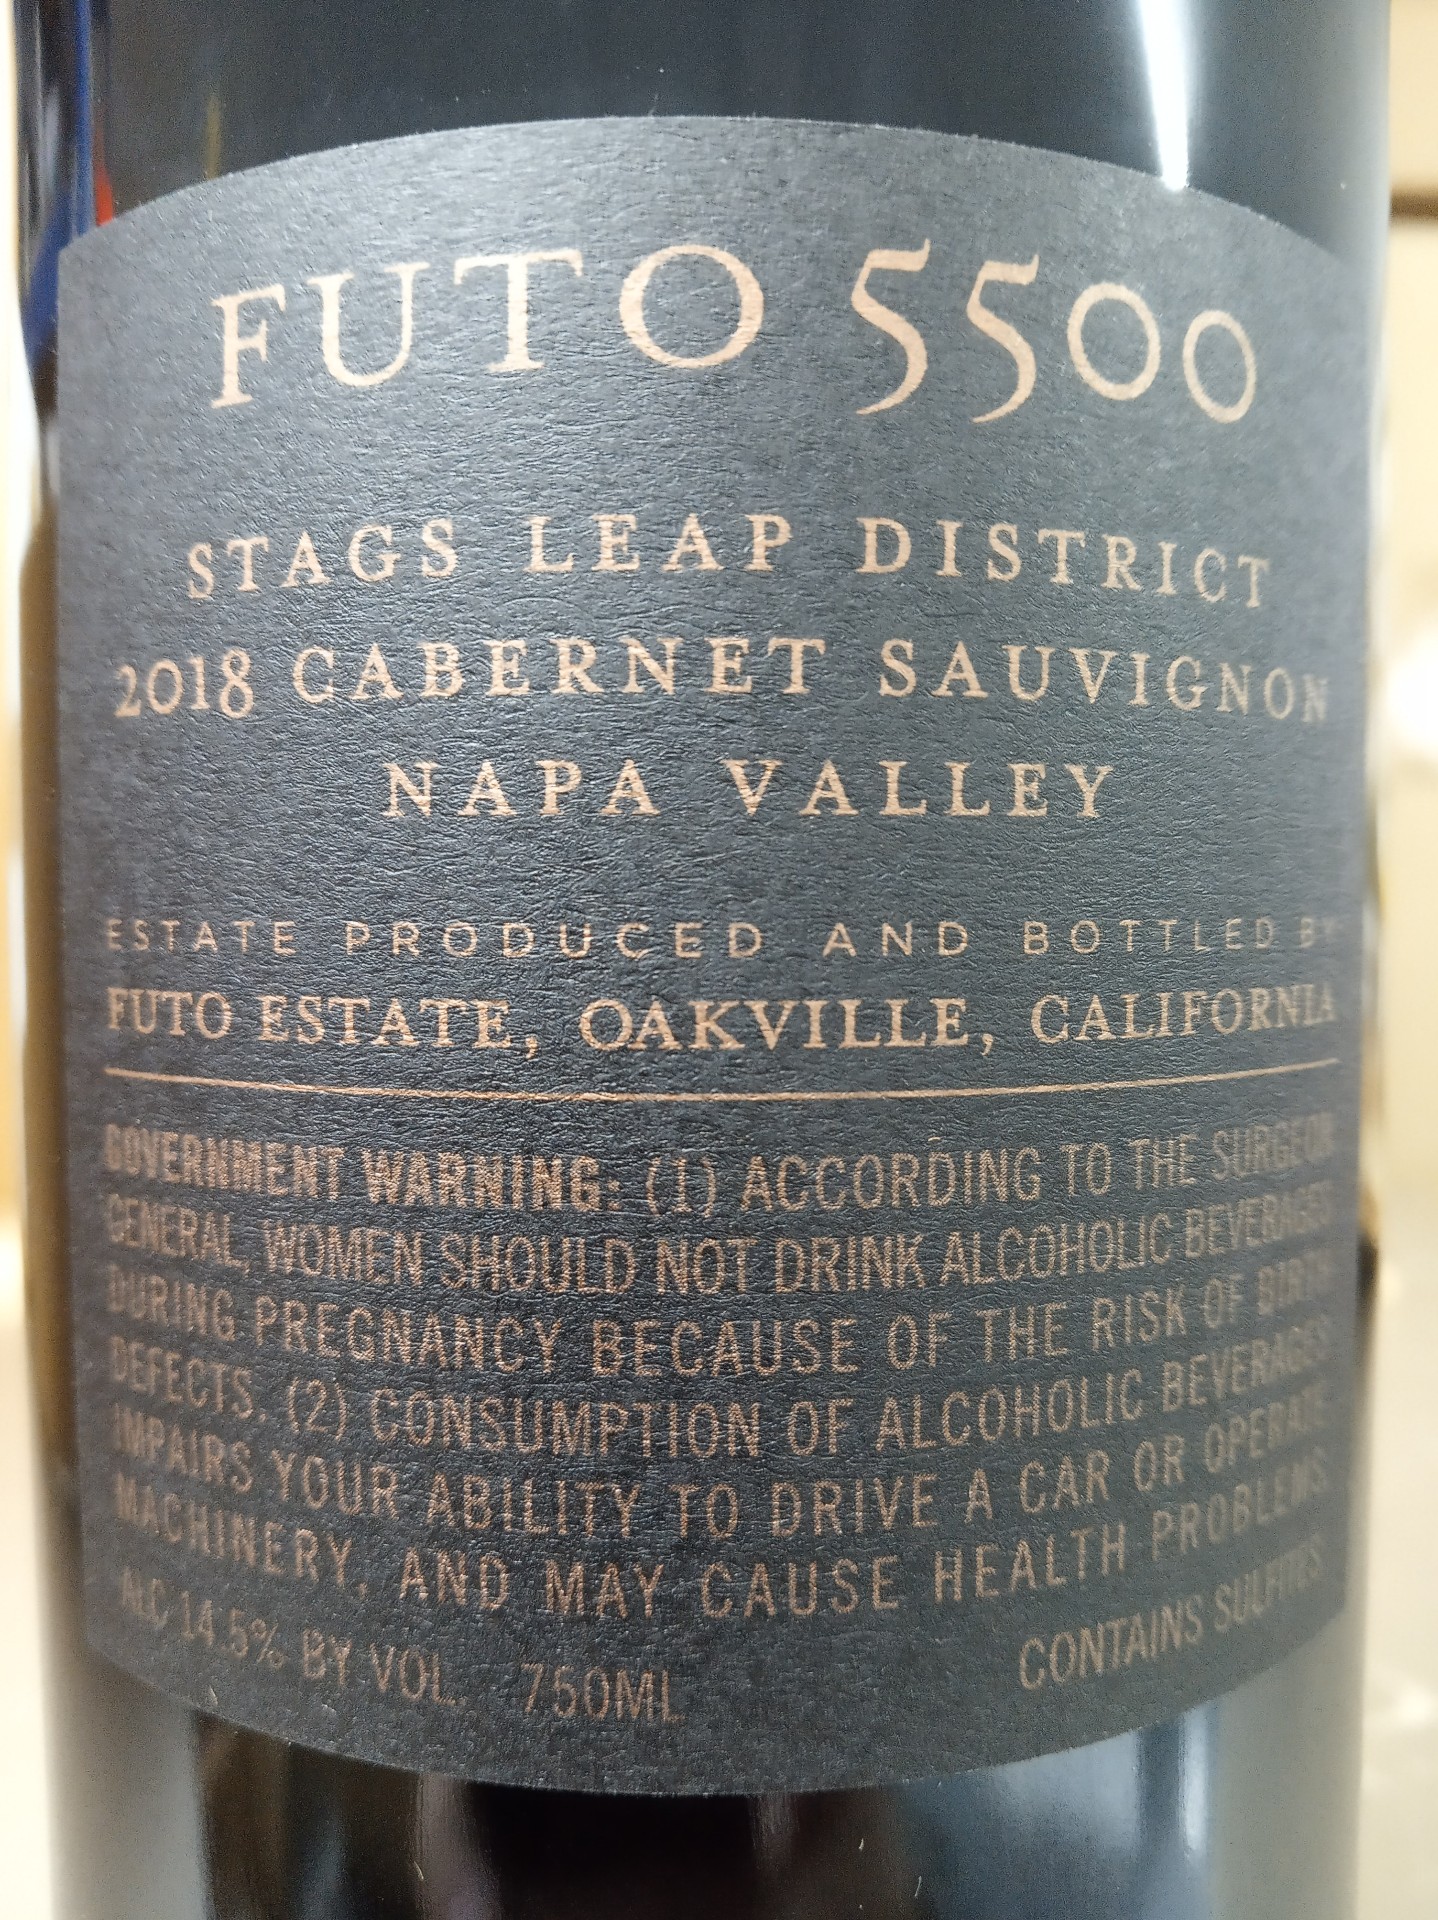 FUTO 5500
STAGS LEAP DISTRICT
2018 CABERNET SAUVIGNON
NAPA VALLEY
ESTATE PRODUCED AND BOTTLED BY
FUTO ESTATE, OAKVILLE, CALIFORNIA
GOVERNMENT WARNING: (1) ACCORDING TO THE SURGEON
GENERAL, WOMEN SHOULD NOT DRINK ALCOHOLIC BEVERAGES
DURING PREGNANCY BECAUSE OF THE RISK OF BIRTH
DEFECTS. (2) CONSUMPTION OF ALCOHOLIC BEVERAGES
IMPAIRS YOUR ABILITY TO DRIVE A CAR OR OPERATE
MACHINERY, AND MAY CAUSE HEALTH PROBLEMS.
ALC 14.5% BY VOL. 750ML CONTAINS SULFITES